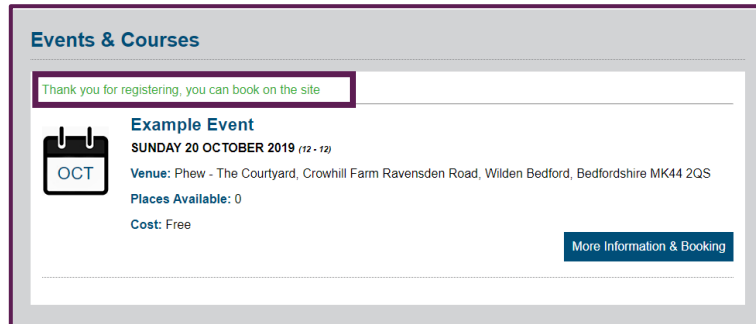 Events & Courses
Thank you for registering, you can book on the site
Example Event
SUNDAY 20 OCTOBER 2019 (12 - 12)
OCT
Venue: Phew - The Courtyard, Crowhill Farm Ravensden Road, Wilden Bedford, Bedfordshire MK44 2QS
Places Available: 0
Cost: Free
More Information & Booking